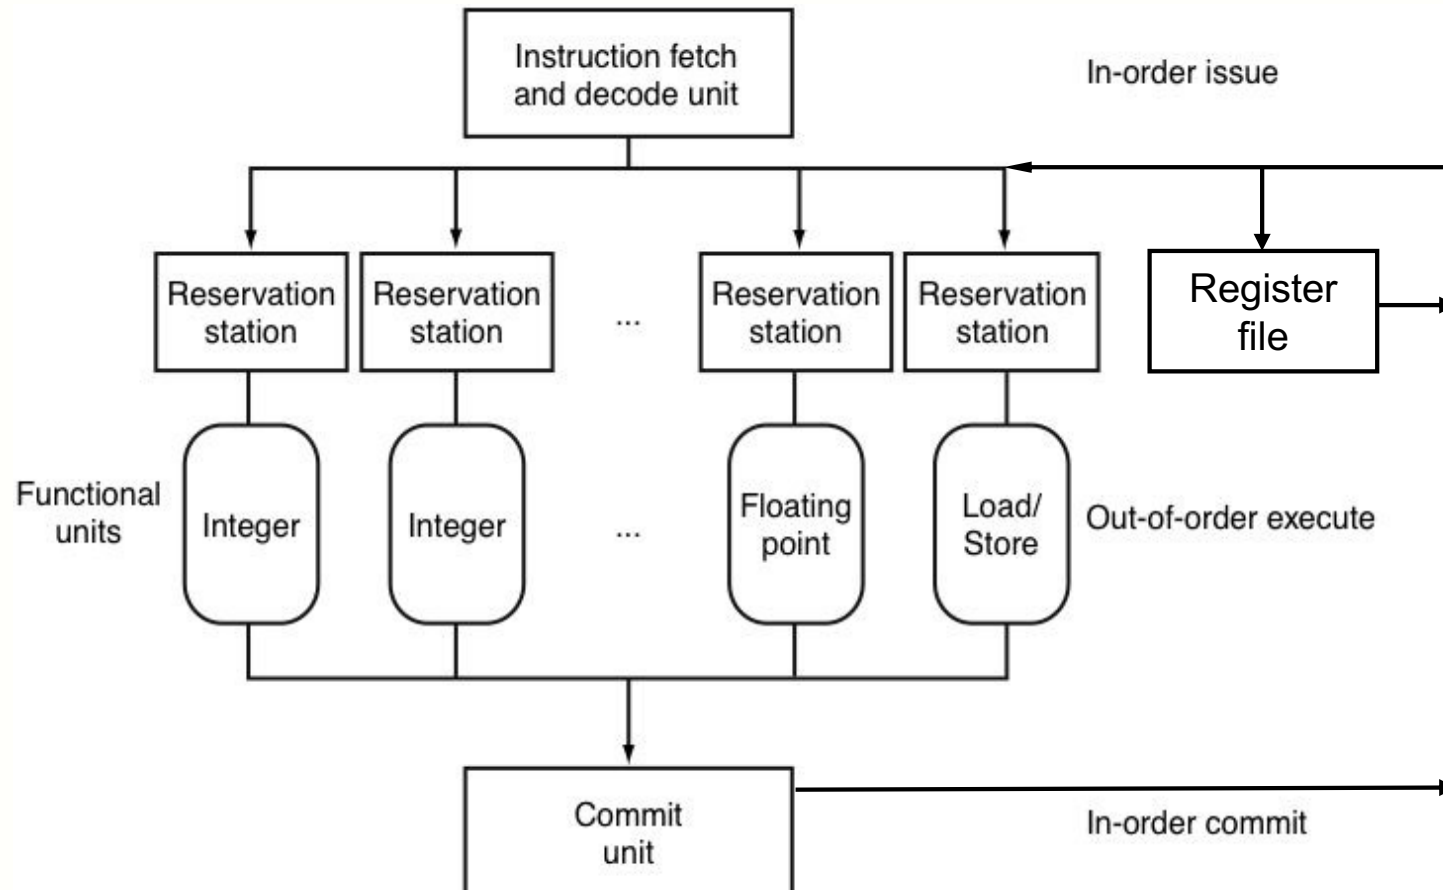 Instruction fetch
and decode unit
In-order issue
Reservation
station
Reservation
station
...
Reservation
station
Reservation
station
Register
file
Functional
units
Integer
Integer
...
Floating
point
Load/
Store
Out-of-order execute
Commit
unit
In-order commit